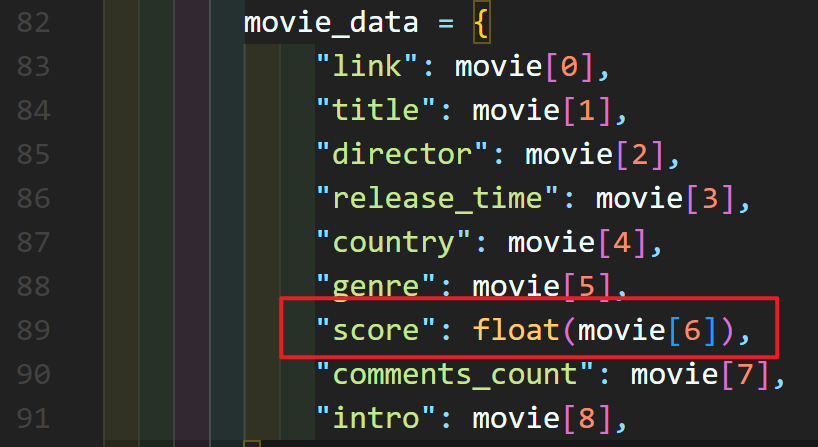 82 movie_data = {
83 "link": movie[0],
84 "title": movie[1],
85 "director": movie[2],
86 "release_time": movie[3],
87 "country": movie[4],
88 "genre": movie[5],
89 "score": float(movie[6]),
90 "comments_count": movie[7],
91 "intro": movie[8],